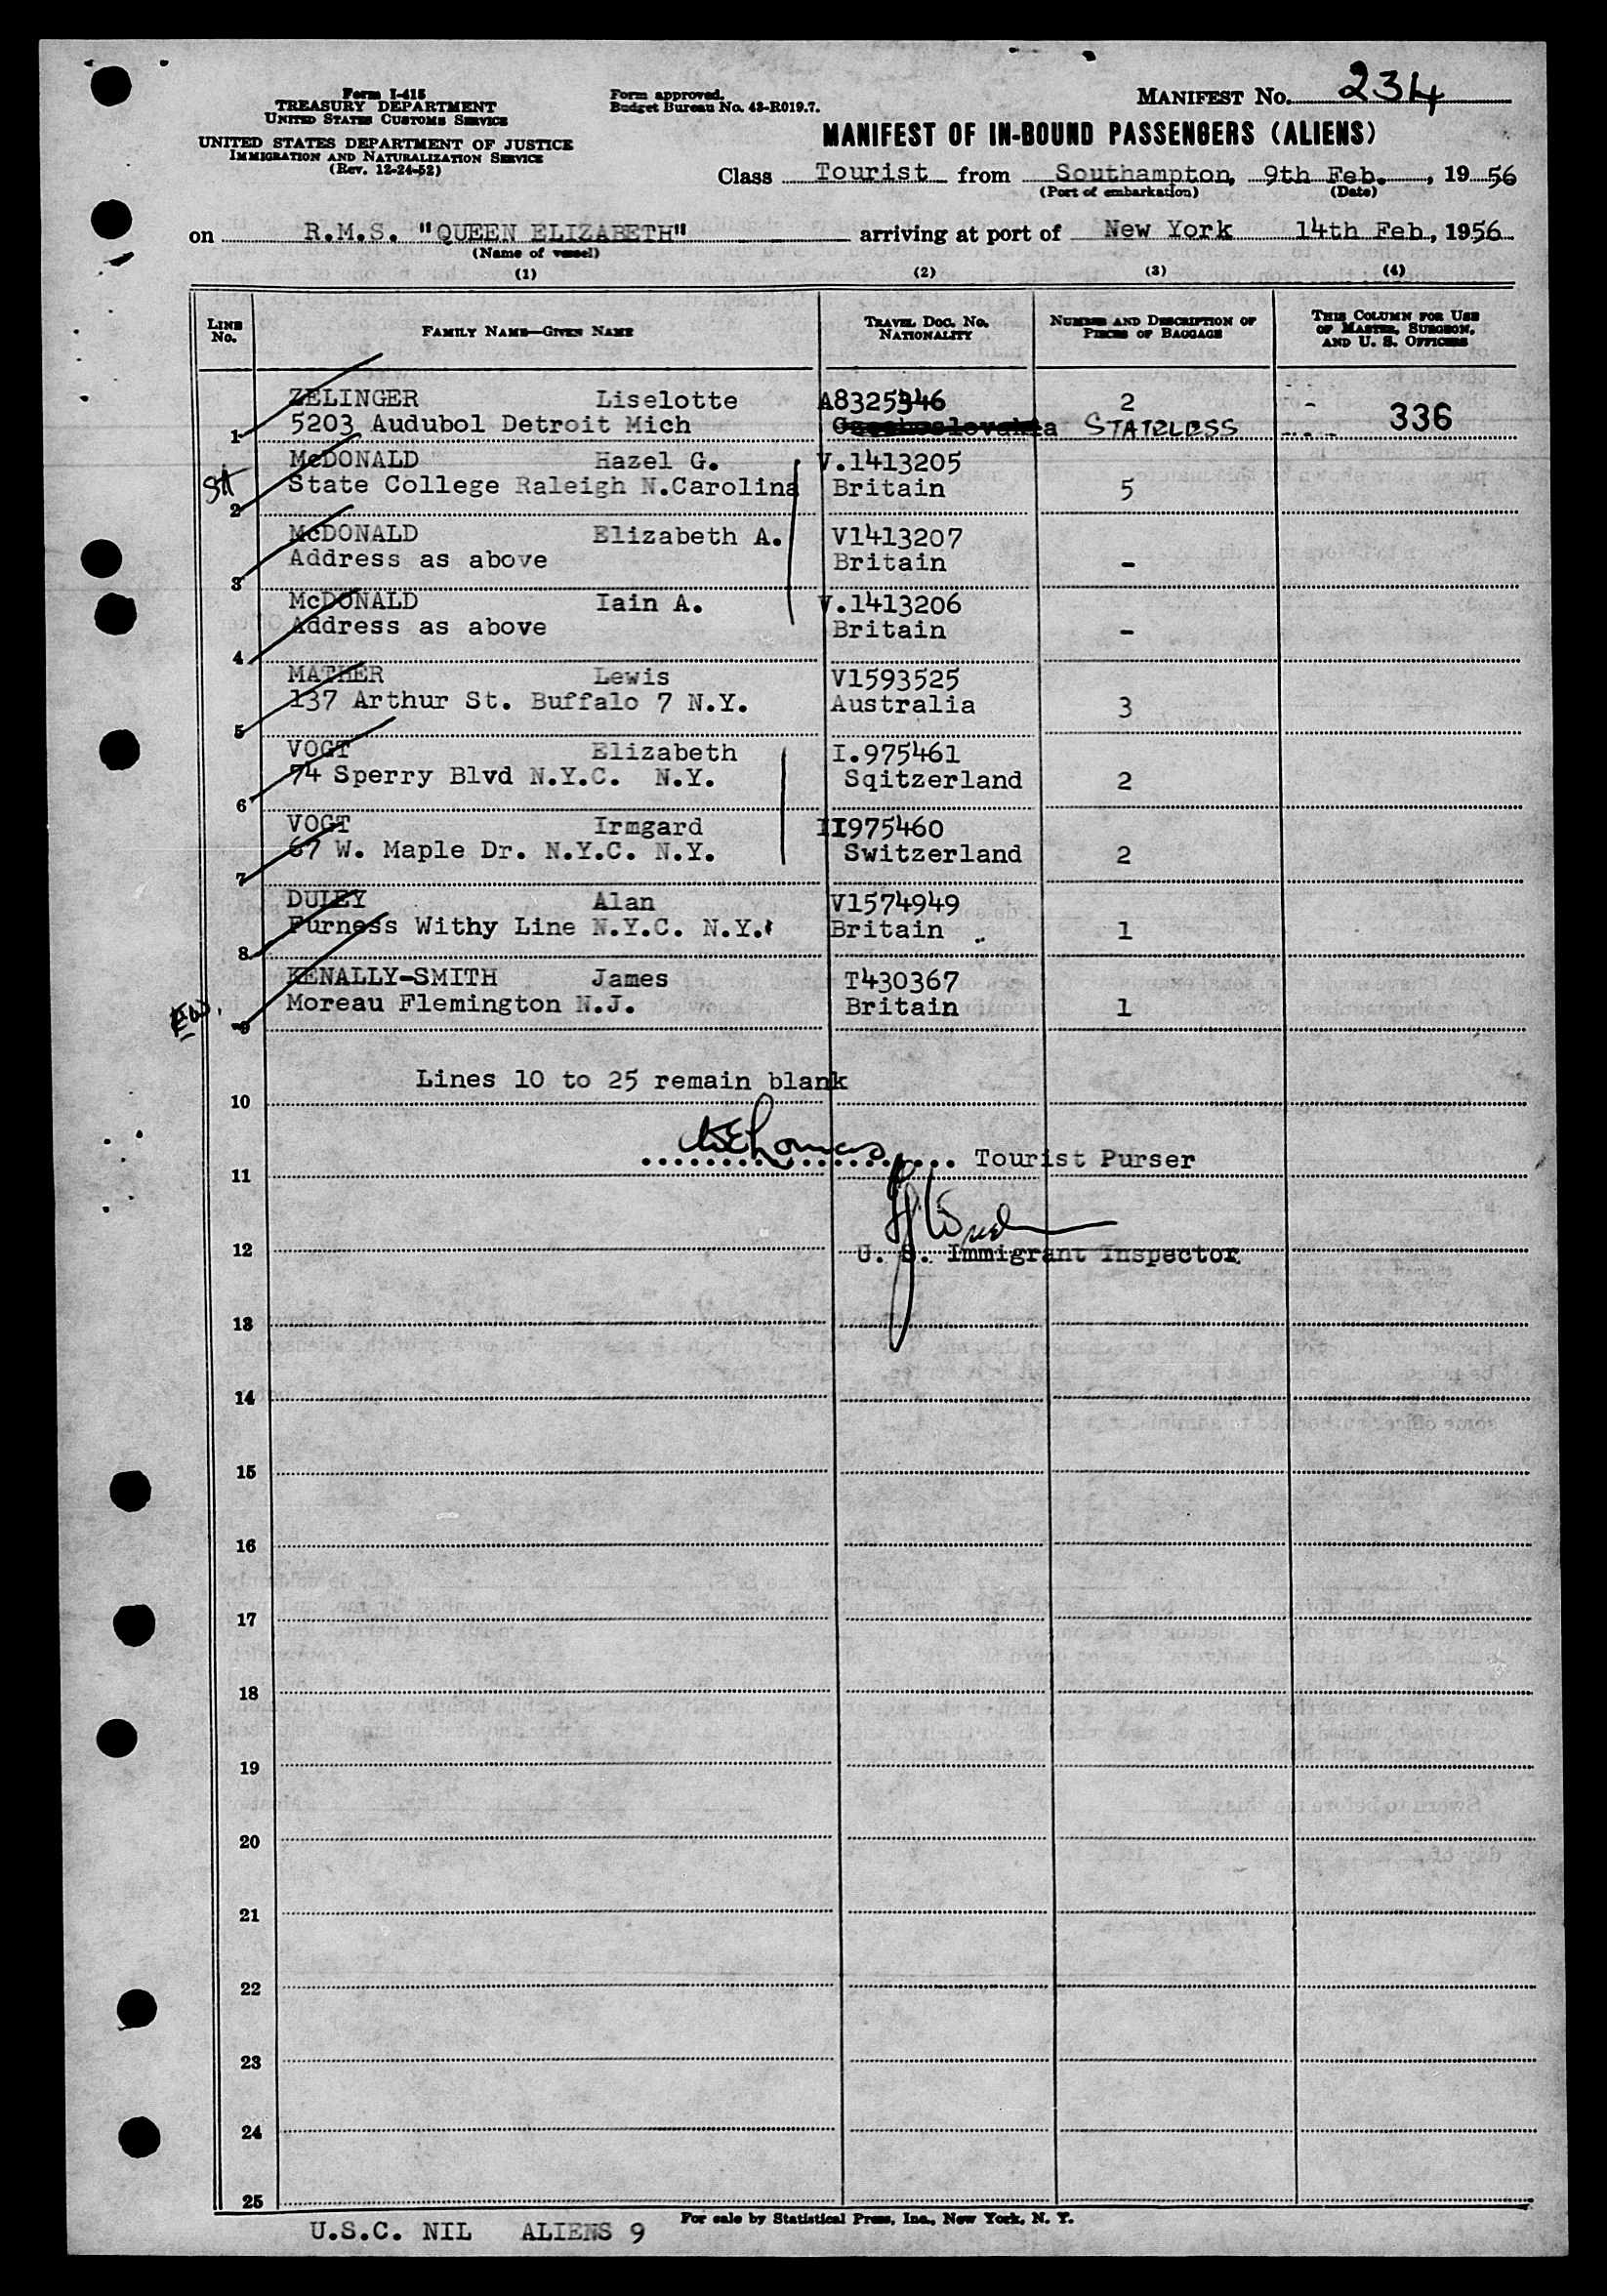 Form I-415
TREASURY DEPARTMENT
UNITED STATES CUSTOMS SERVICE
UNITED STATES DEPARTMENT OF JUSTICE
IMMIGRATION AND NATURALIZATION SERVICE
(Rev. 12-24-52)
Form approved.
Budget Bureau No. 43-R019.7.
MANIFEST NO. 234
MANIFEST OF IN-BOUND PASSENGERS (ALIENS)
Class Tourist from Southampton, 9th Feb., 1956
(Port of embarkation) (Date)
on R.M.S. "QUEEN ELIZABETH" arriving at port of New York 14th Feb, 1956
(Name of vessel)
(1) (2) (3) (4)
LINE No. FAMILY NAME—GIVEN NAME TRAVEL DOC. NO. NATIONALITY NUMBER AND DESCRIPTION OF PIECES OF BAGGAGE THIS COLUMN FOR USE OF MASTER, SURGEON, AND U. S. OFFICERS
ZELINGER Liselotte A8325346 2 336
1 5203 Audubol Detroit Mich Czechoslovakia STATELESS
McDONALD Hazel G. V.1413205
2 State College Raleigh N.Carolina Britain 5
McDONALD Elizabeth A. V1413207
3 Address as above Britain -
McDONALD Iain A. V.1413206
4 Address as above Britain -
MATHER Lewis V1593525
5 137 Arthur St. Buffalo 7 N.Y. Australia 3
VOGT Elizabeth I.975461
6 74 Sperry Blvd N.Y.C. N.Y. Sqitzerland 2
VOGT Irmgard II975460
7 67 W. Maple Dr. N.Y.C. N.Y. Switzerland 2
DULEY Alan V1574949
8 Furness Withy Line N.Y.C. N.Y. Britain 1
KENALLY-SMITH James T430367
9 Moreau Flemington N.J. Britain 1
Lines 10 to 25 remain blank
10
Tourist Purser
11
12 U. S. Immigrant Inspector
13
14
15
16
17
18
19
20
21
22
23
24
25
For sale by Statistical Press, Inc., New York, N. Y.
U.S.C. NIL ALIENS 9